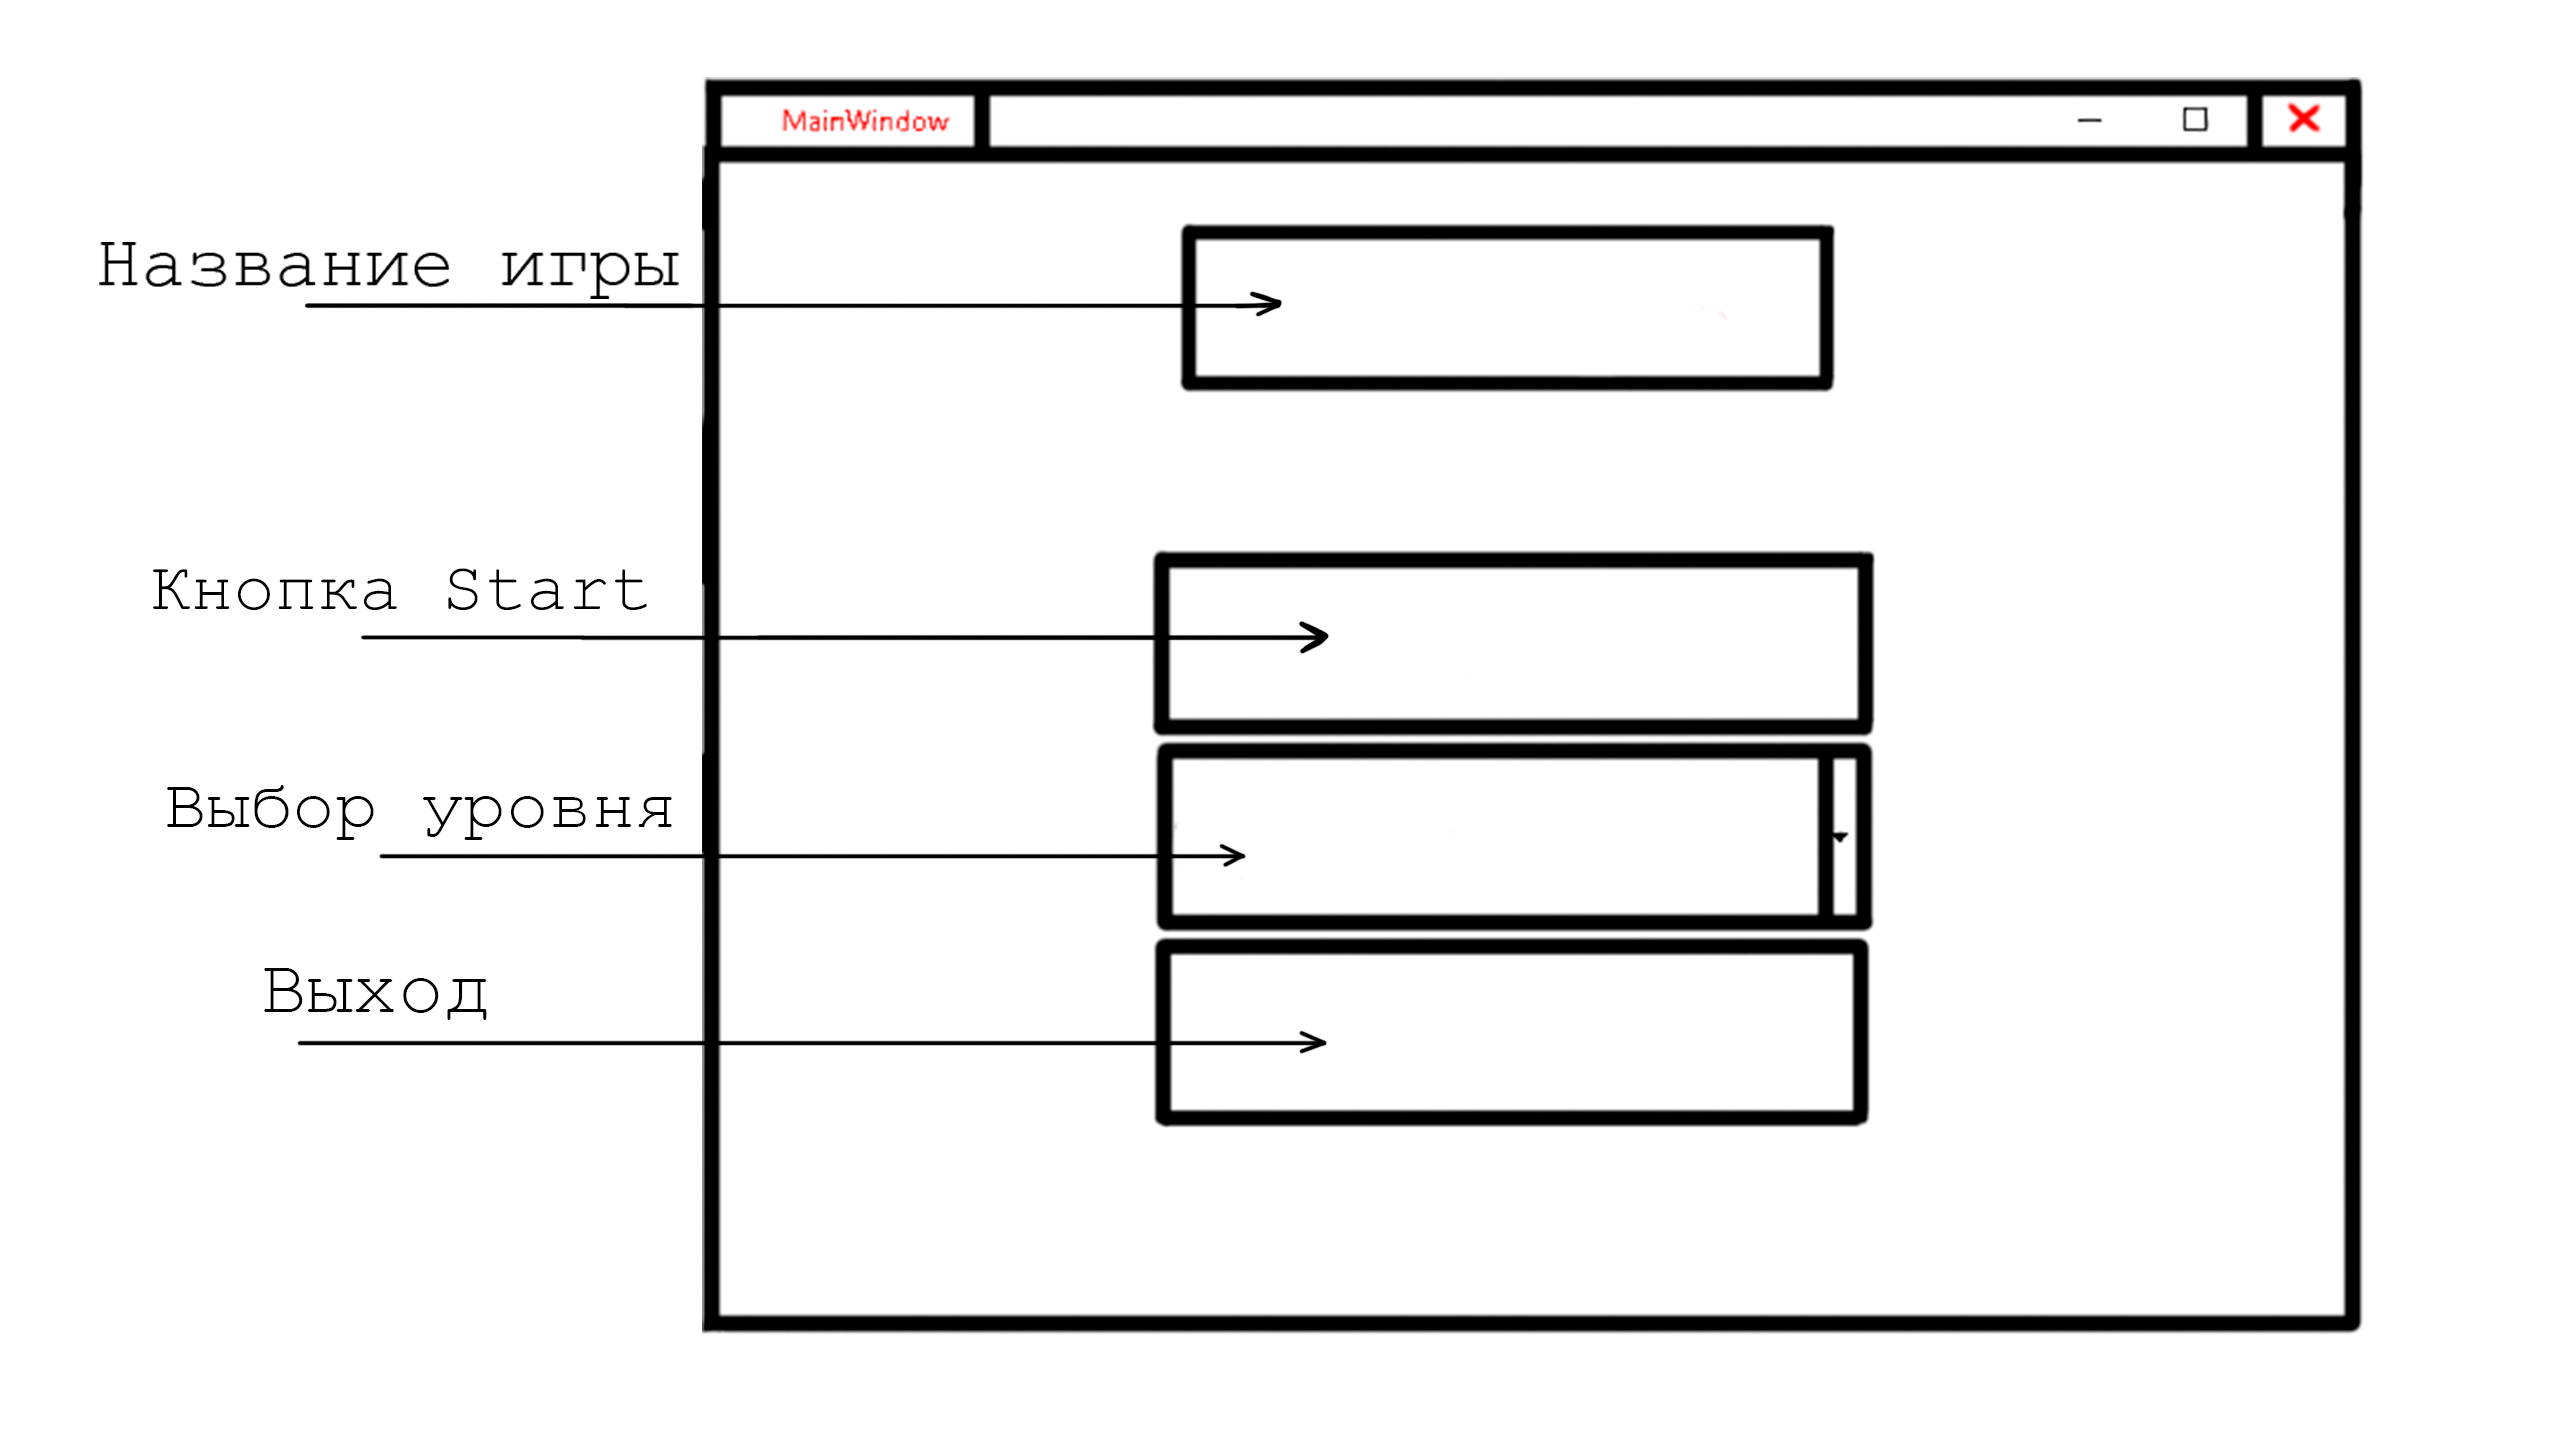 MainWindow
Название игры
Кнопка Start
Выбор уровня
Выход